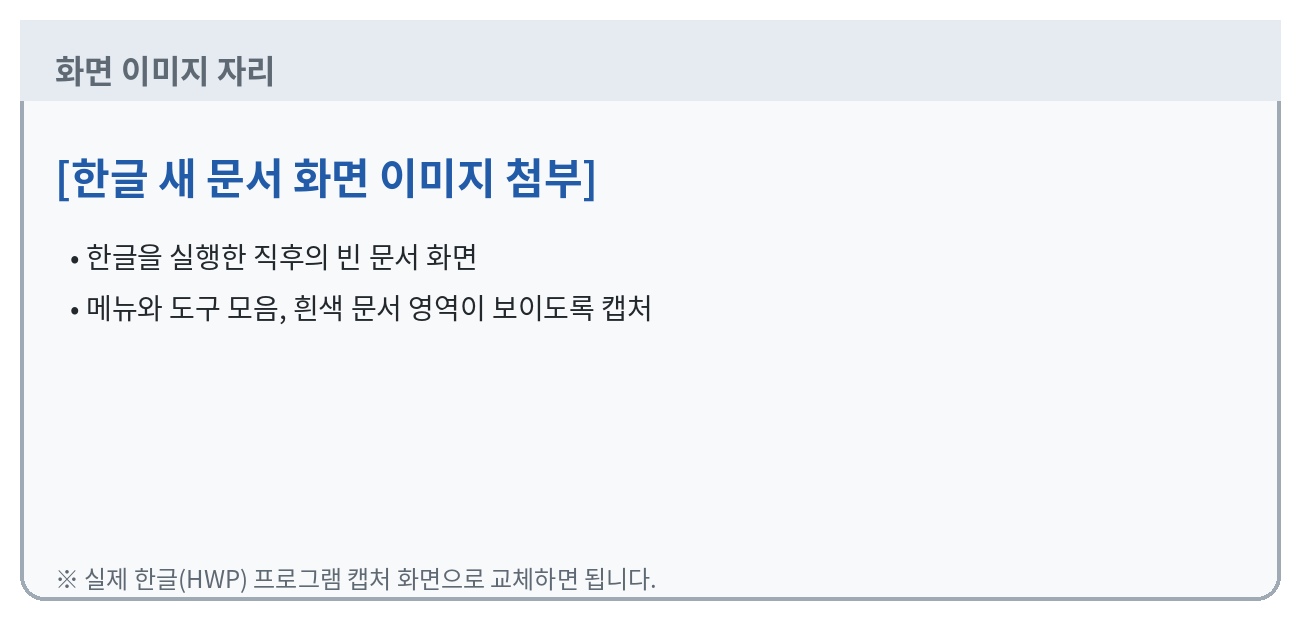 화면 이미지 자리
[한글 새 문서 화면 이미지 첨부]
• 한글을 실행한 직후의 빈 문서 화면
• 메뉴와 도구 모음, 흰색 문서 영역이 보이도록 캡처
※ 실제 한글(HWP) 프로그램 캡처 화면으로 교체하면 됩니다.